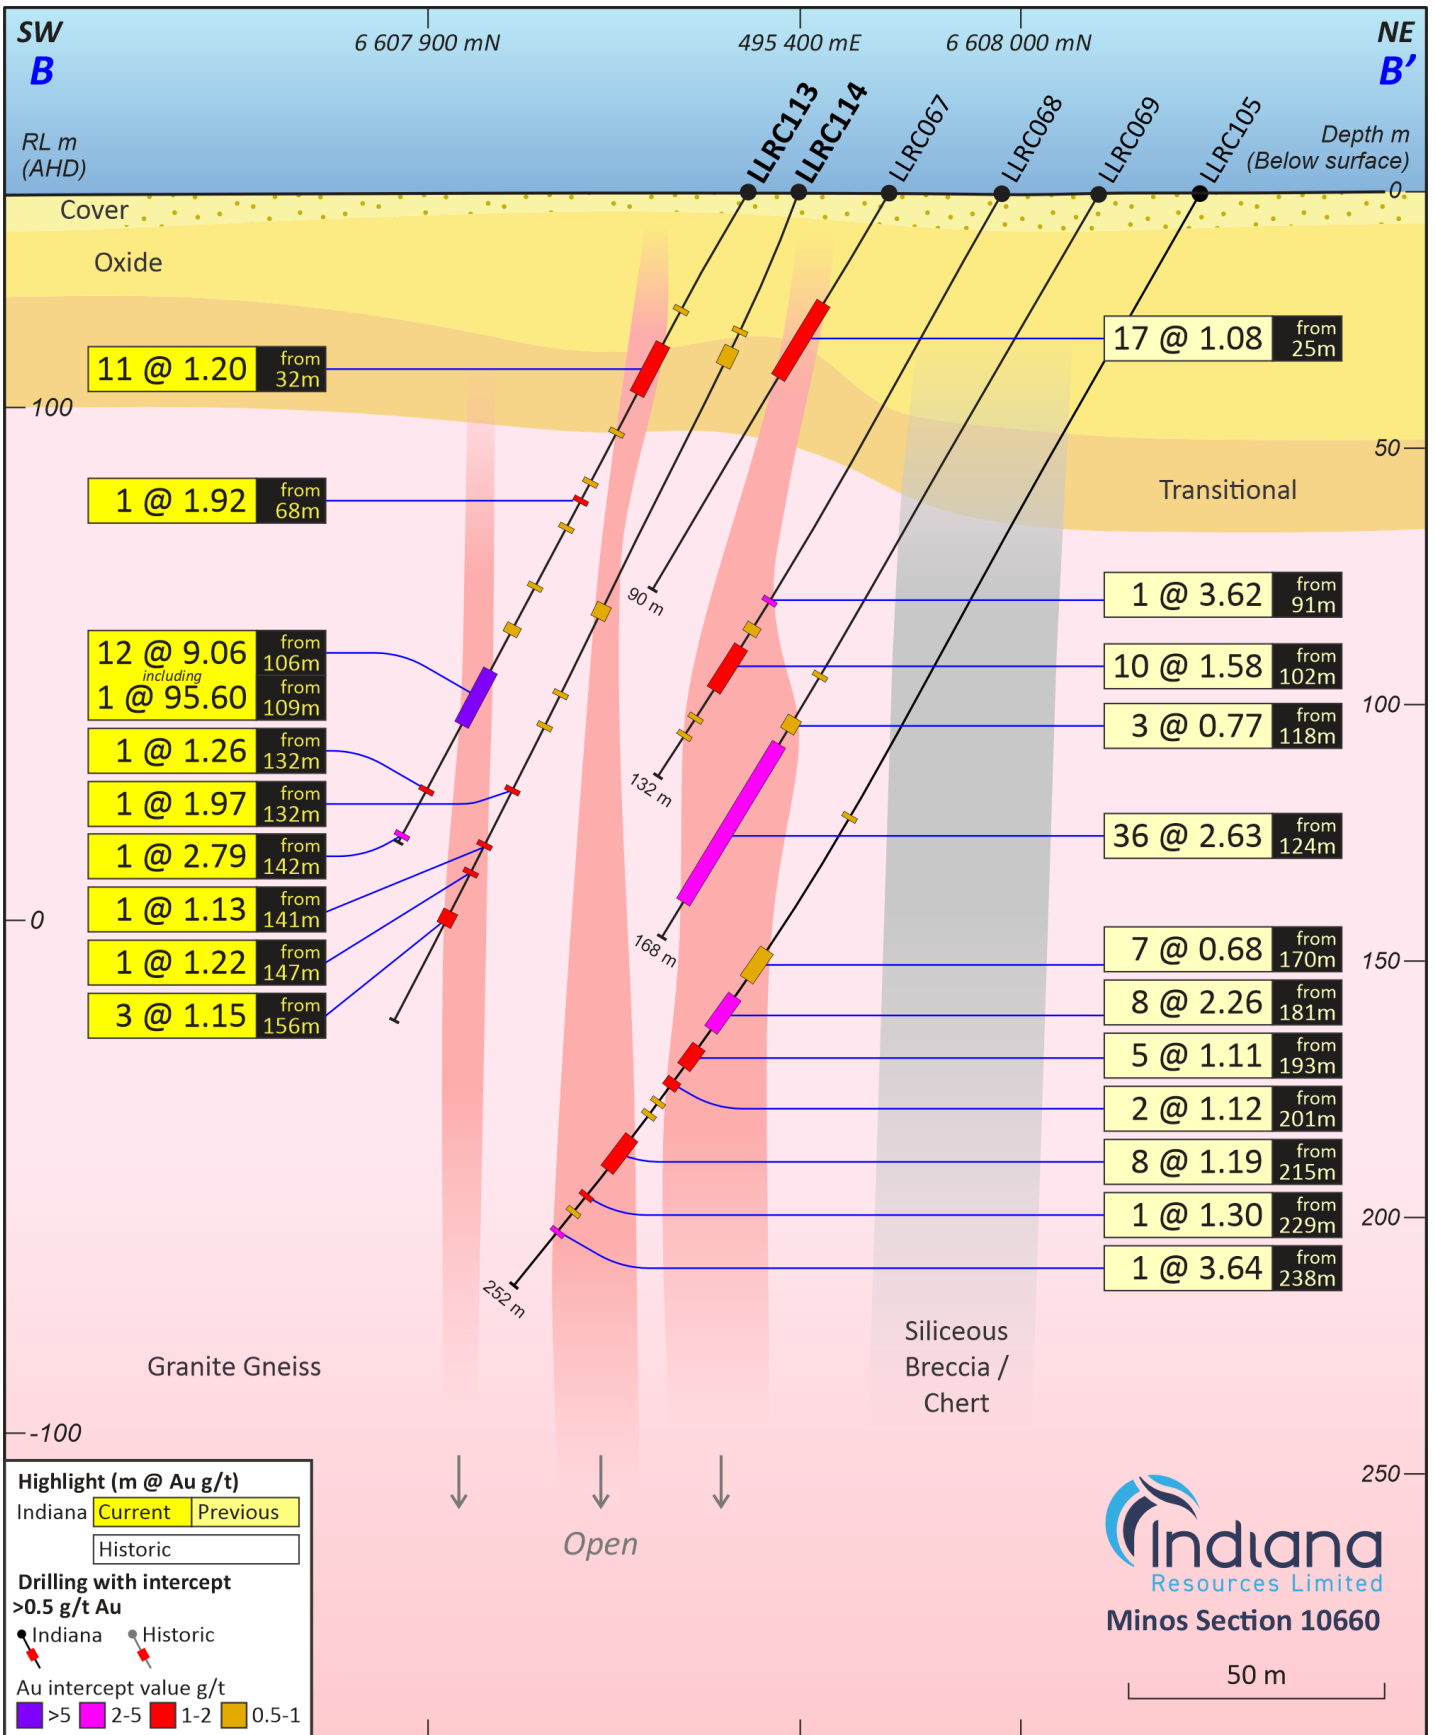 SW
B
6 607 900 mN
495 400 mE
6 608 000 mN
NE
B’
RL m
(AHD)
Depth m
(Below surface)
LLRC113
LLRC114
LLRC067
LLRC068
LLRC069
LLRC105
0
Cover
Oxide
17 @ 1.08 from 25m
11 @ 1.20 from 32m
100
50
Transitional
1 @ 1.92 from 68m
90 m
1 @ 3.62 from 91m
12 @ 9.06 from 106m
including
1 @ 95.60 from 109m
10 @ 1.58 from 102m
100
3 @ 0.77 from 118m
1 @ 1.26 from 132m
132 m
1 @ 1.97 from 132m
36 @ 2.63 from 124m
1 @ 2.79 from 142m
1 @ 1.13 from 141m
0
168 m
7 @ 0.68 from 170m
150
1 @ 1.22 from 147m
8 @ 2.26 from 181m
3 @ 1.15 from 156m
5 @ 1.11 from 193m
2 @ 1.12 from 201m
8 @ 1.19 from 215m
1 @ 1.30 from 229m
200
1 @ 3.64 from 238m
252 m
Granite Gneiss
Siliceous
Breccia /
Chert
-100
250
Open
Highlight (m @ Au g/t)
Indiana Current Previous
Historic
Drilling with intercept
>0.5 g/t Au
Indiana Historic
Au intercept value g/t
>5 2-5 1-2 0.5-1
Indiana
Resources Limited
Minos Section 10660
50 m